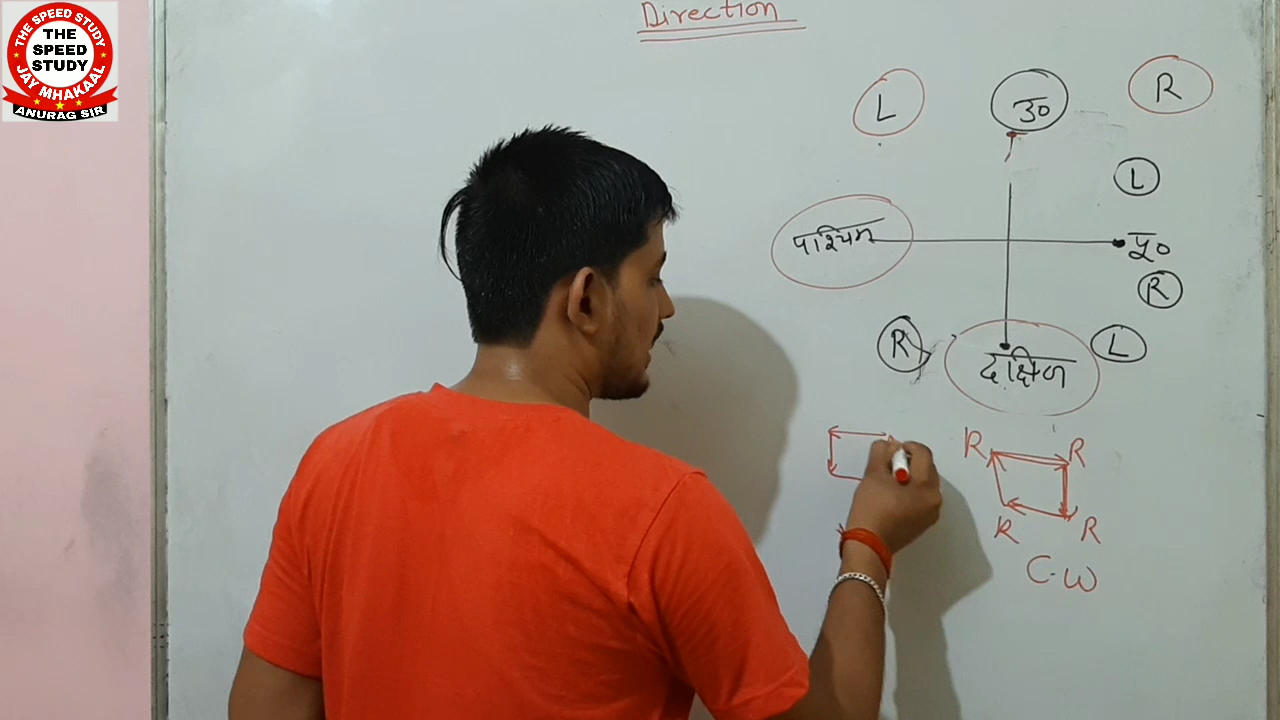 THE SPEED STUDY
THE
SPEED
STUDY
JAY MHAKAAL
ANURAG SIR
Direction
L
उ०
R
L
पश्चिम
पू०
R
R
दक्षिण
L
R
R
R
R
C-W